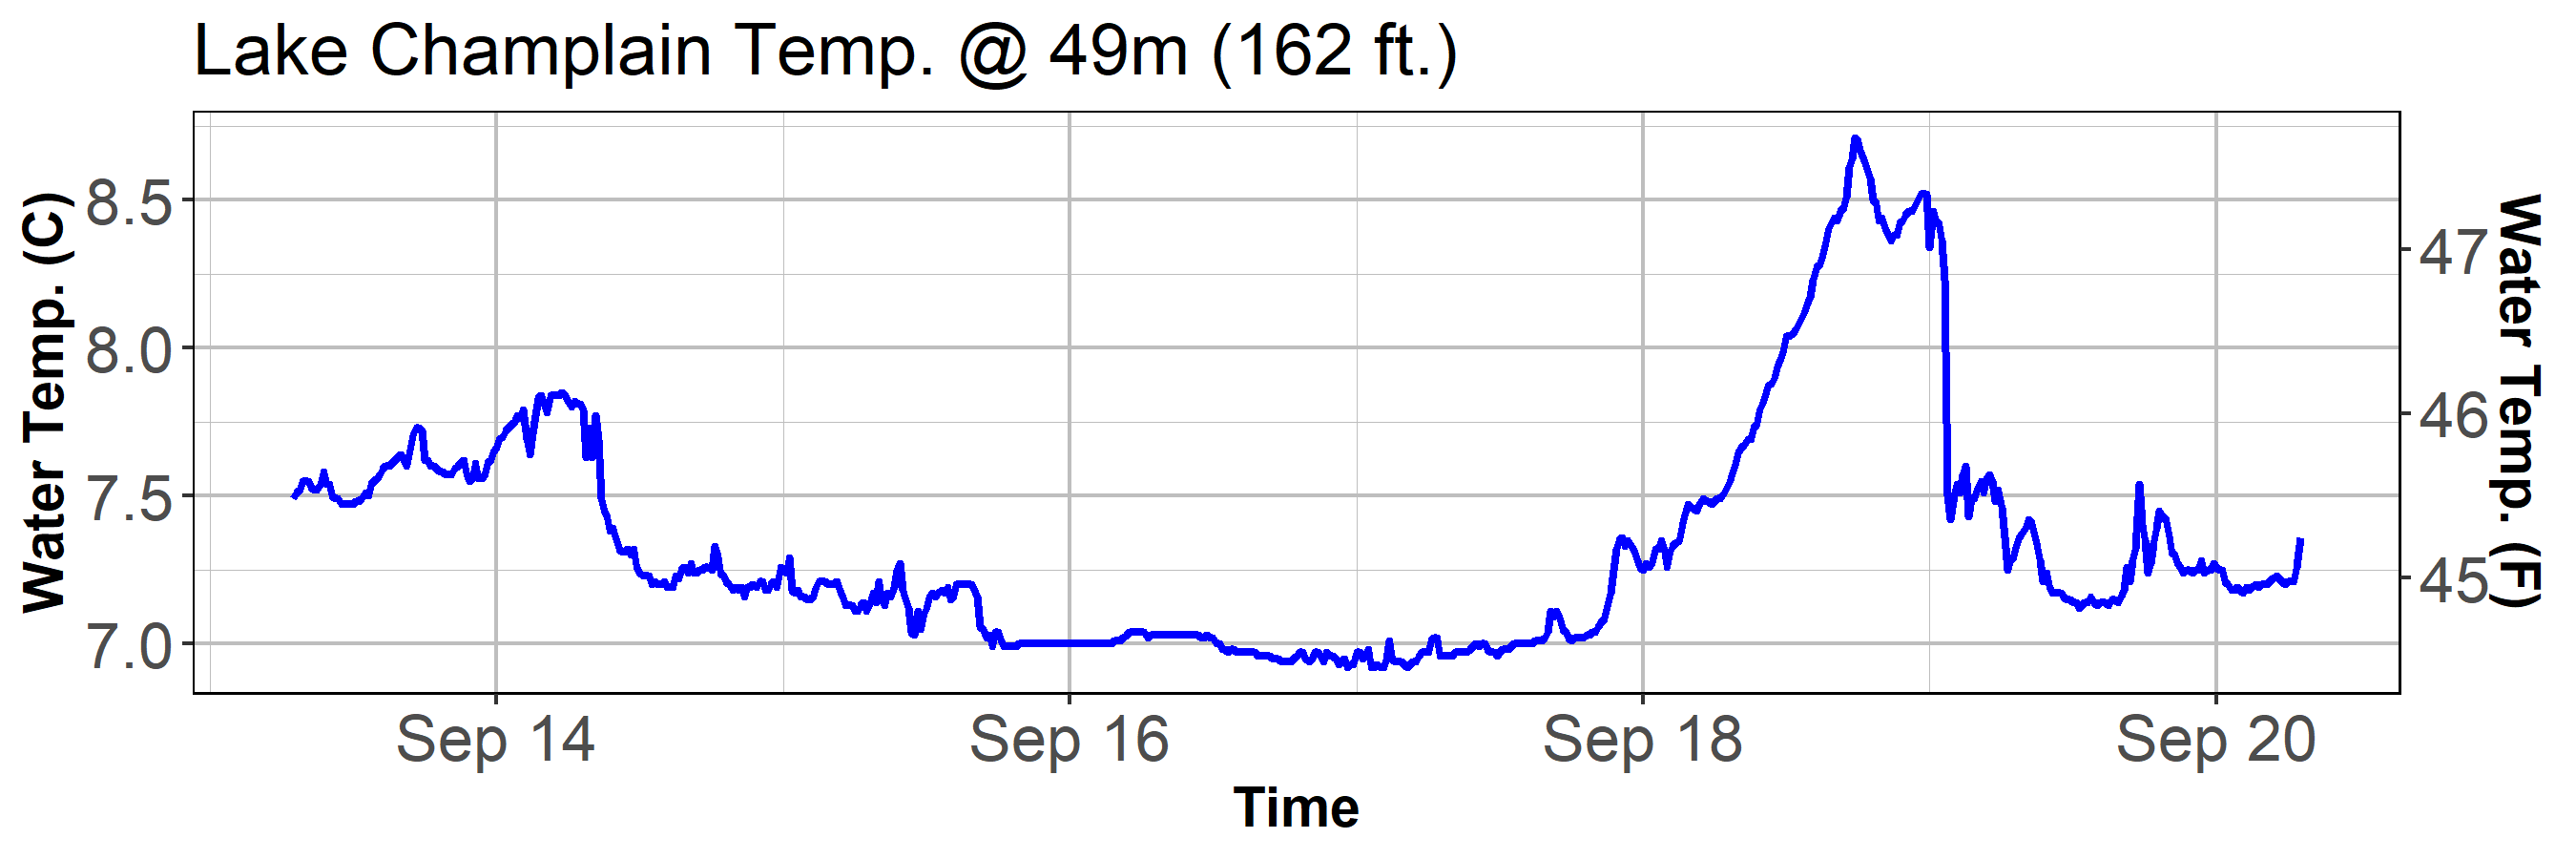 Lake Champlain Temp. @ 49m (162 ft.)
Water Temp. (C)
8.5
8.0
7.5
7.0
47
46
45
Water Temp. (F)
Sep 14 Sep 16 Sep 18 Sep 20
Time